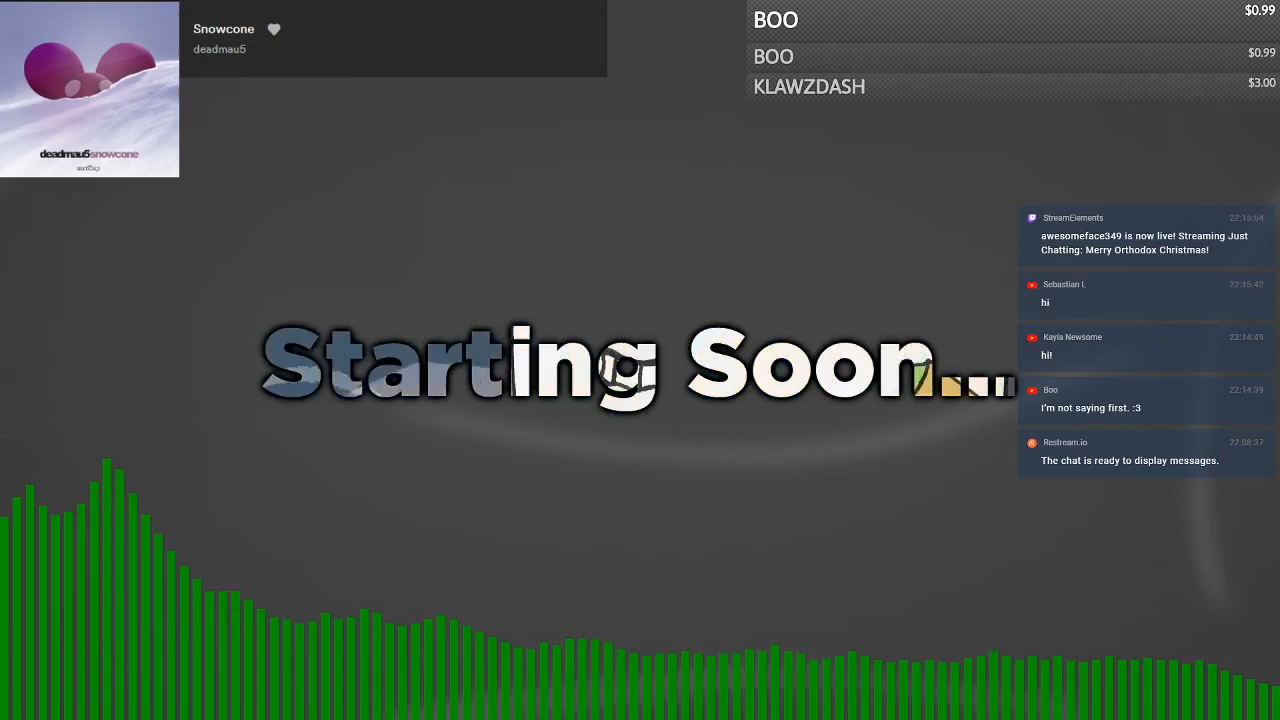 Snowcone
deadmau5
deadmau5snowcone
BOO $0.99
BOO $0.99
KLAWZDASH $3.00
StreamElements 22:15:54
awesomeface349 is now live! Streaming Just
Chatting: Merry Orthodox Christmas!
Sebastian L 22:15:42
hi
Kayla Newsome 22:14:49
hi!
Boo 22:14:39
I'm not saying first. :3
Restream.io 22:08:37
The chat is ready to display messages.
Starting Soon...